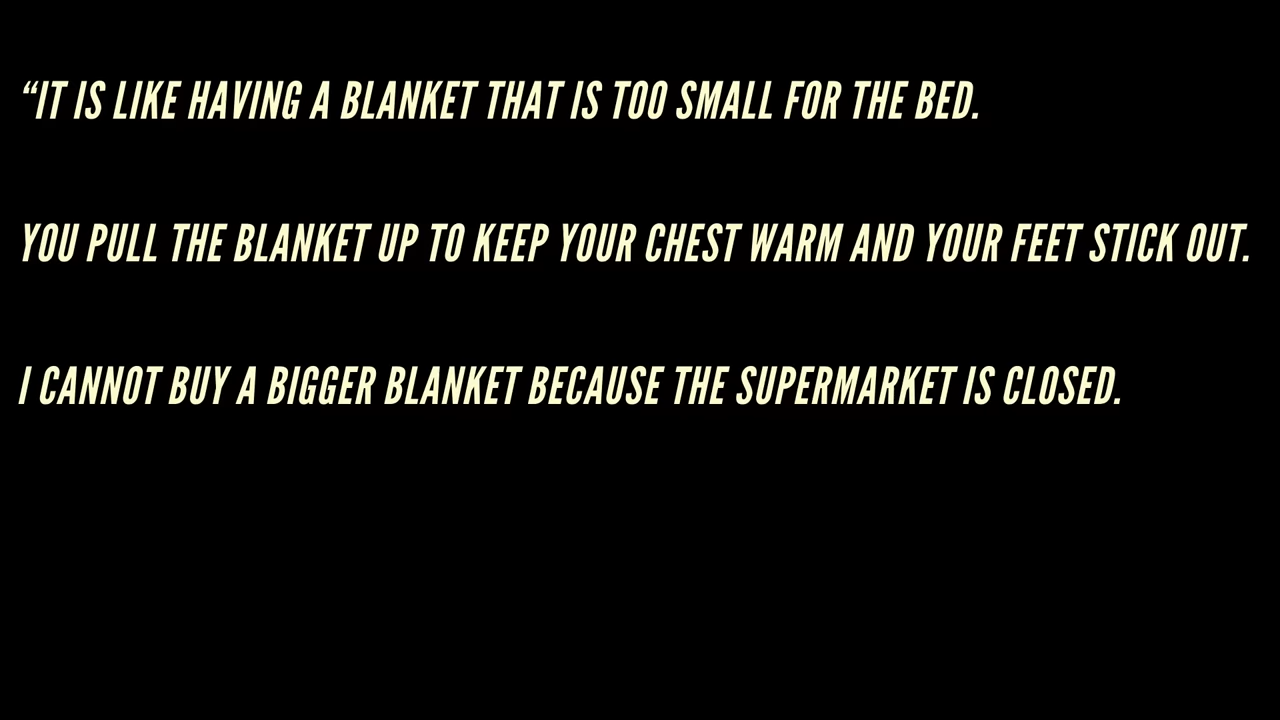 “IT IS LIKE HAVING A BLANKET THAT IS TOO SMALL FOR THE BED.
YOU PULL THE BLANKET UP TO KEEP YOUR CHEST WARM AND YOUR FEET STICK OUT.
I CANNOT BUY A BIGGER BLANKET BECAUSE THE SUPERMARKET IS CLOSED.